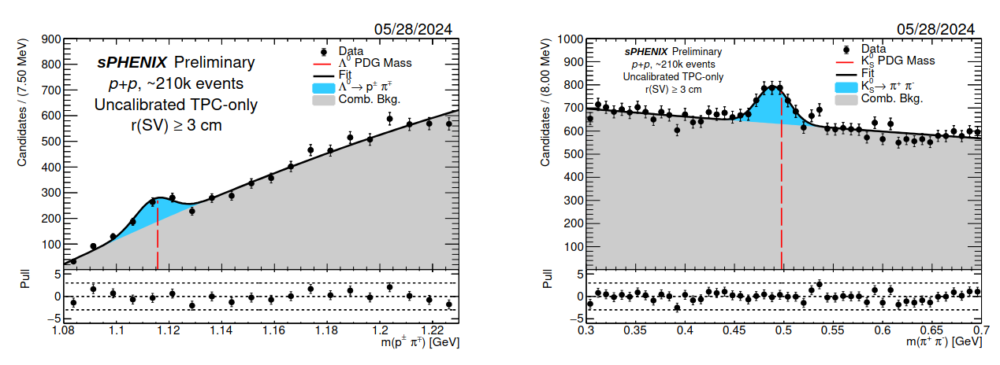 05/28/2024
Candidates / (7.50 MeV)
900
800
700
600
500
400
300
200
100
sPHENIX Preliminary
p+p, ~210k events
Uncalibrated TPC-only
r(SV) ≥ 3 cm
Data
Λ⁰ PDG Mass
Fit
Λ⁰ → p± π∓
Comb. Bkg.
Pull
5
0
−5
1.08 1.1 1.12 1.14 1.16 1.18 1.2 1.22
m(p± π∓) [GeV]
05/28/2024
Candidates / (8.00 MeV)
1000
900
800
700
600
500
400
300
200
100
sPHENIX Preliminary
p+p, ~210k events
Uncalibrated TPC-only
r(SV) ≥ 3 cm
Data
K⁰S PDG Mass
Fit
K⁰S → π⁺ π⁻
Comb. Bkg.
Pull
5
0
−5
0.3 0.35 0.4 0.45 0.5 0.55 0.6 0.65 0.7
m(π⁺ π⁻) [GeV]